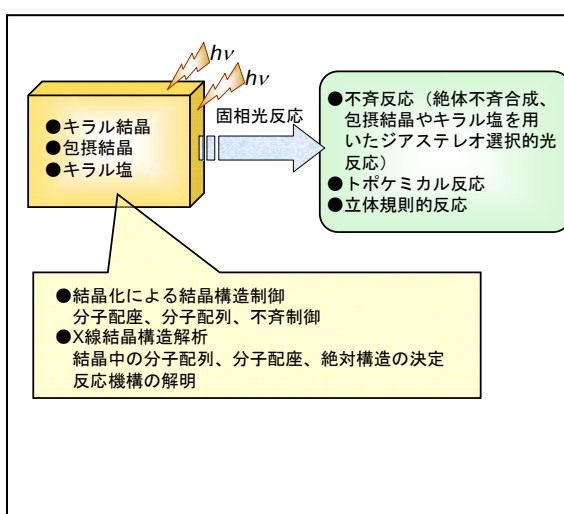 hν
hν
●キラル結晶
●包摂結晶
●キラル塩
固相光反応
●不斉反応（絶体不斉合成、
包摂結晶やキラル塩を用
いたジアステレオ選択的光
反応）
●トポケミカル反応
●立体規則的反応
●結晶化による結晶構造制御
分子配座、分子配列、不斉制御
●X線結晶構造解析
結晶中の分子配列、分子配座、絶対構造の決定
反応機構の解明